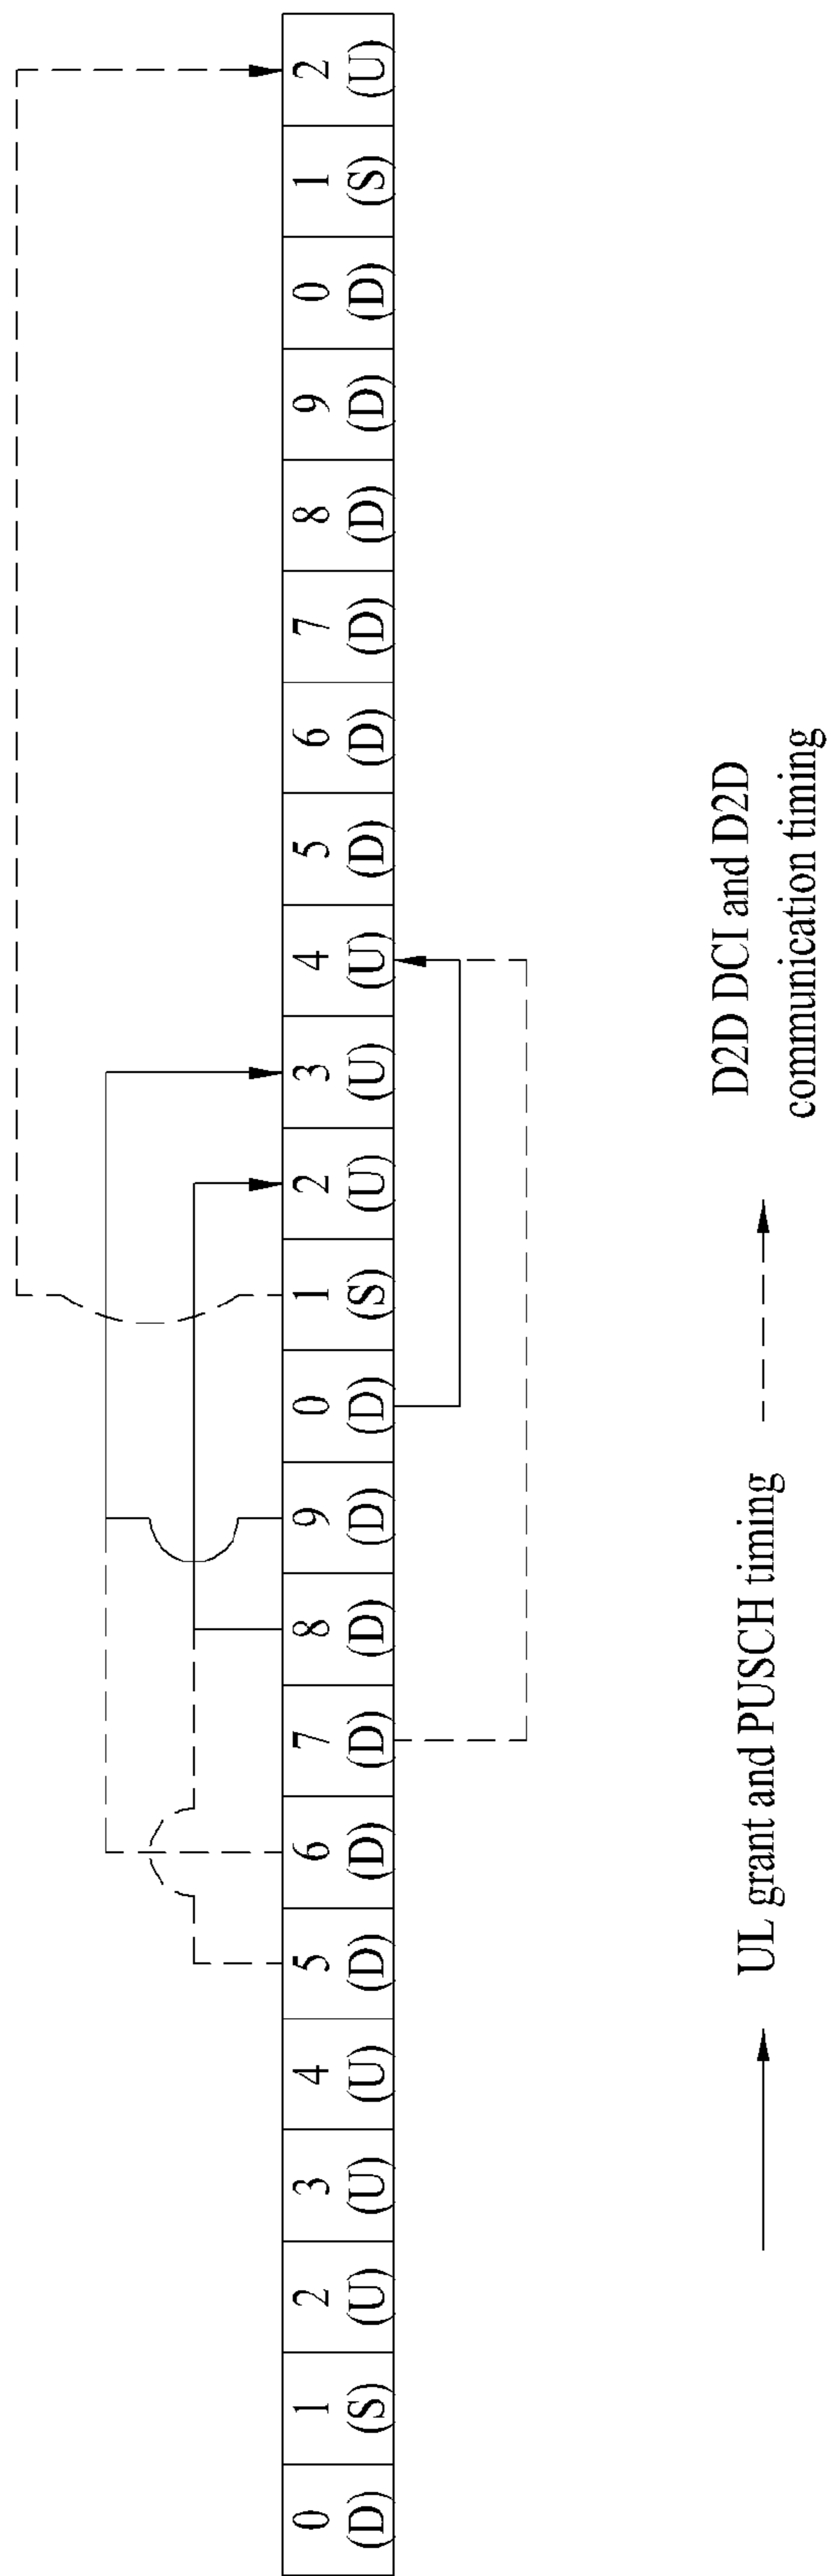 0 1 2 3 4 5 6 7 8 9 0 1 2 3 4 5 6 7 8 9 0 1 2
(D) (S) (U) (U) (U) (D) (D) (D) (D) (D) (D) (S) (U) (U) (U) (D) (D) (D) (D) (D) (D) (S) (U)
UL grant and PUSCH timing
D2D DCI and D2D
communication timing